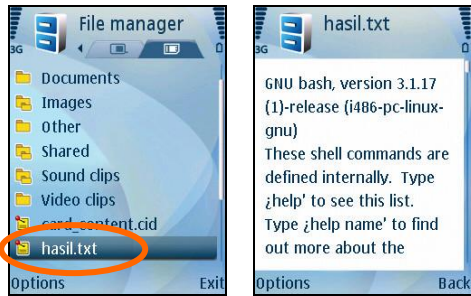 File manager
3G
Documents
Images
Other
Shared
Sound clips
Video clips
card_content.cid
hasil.txt
Options Exit
hasil.txt
3G
GNU bash, version 3.1.17
(1)-release (i486-pc-linux-
gnu)
These shell commands are
defined internally.  Type
¿help' to see this list.
Type ¿help name' to find
out more about the
Options Back